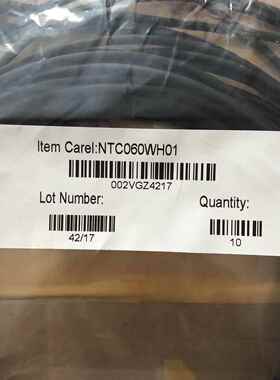 Item Carel:NTC060WH01
002VGZ4217
Lot Number:
Quantity:
42/17
10